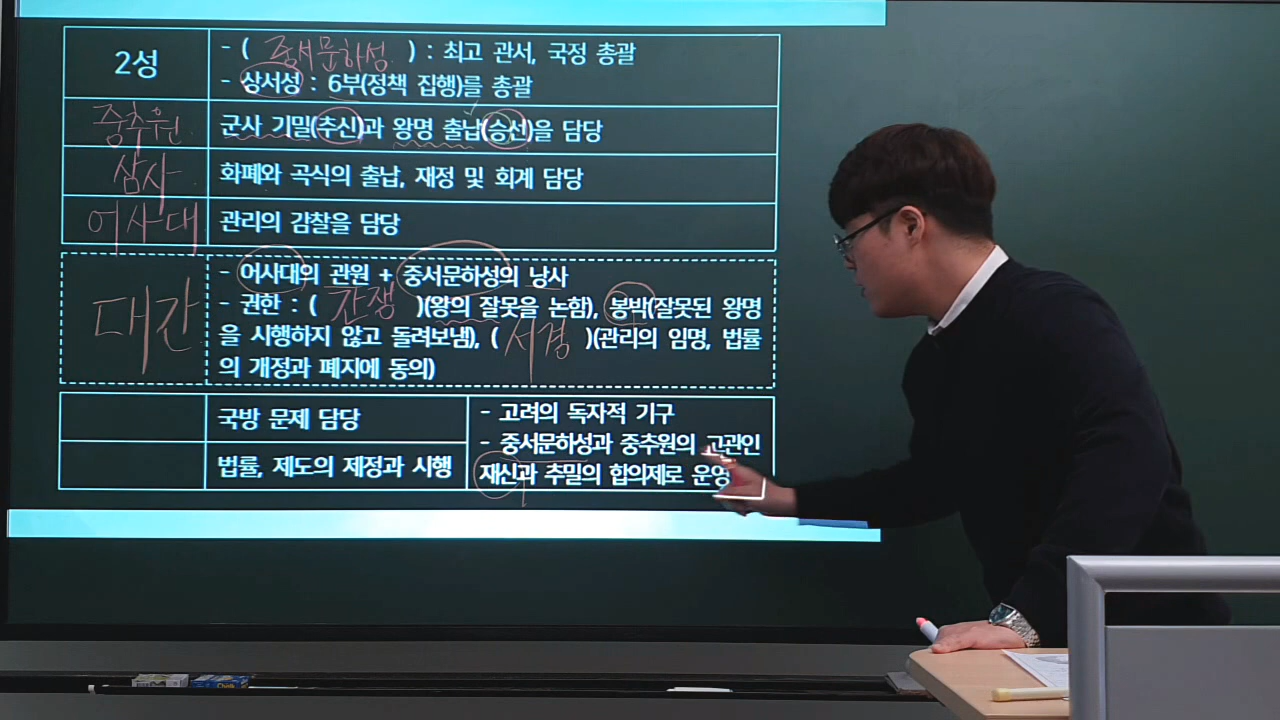 2성
- ( 중서문하성 ) : 최고 관서, 국정 총괄
- 상서성 : 6부(정책 집행)를 총괄
중추원
군사 기밀(추신)과 왕명 출납(승선)을 담당
삼사
화폐와 곡식의 출납, 재정 및 회계 담당
어사대
관리의 감찰을 담당
대간
- 어사대의 관원 + 중서문하성의 낭사
- 권한 : ( 간쟁 )(왕의 잘못을 논함), 봉박(잘못된 왕명
을 시행하지 않고 돌려보냄), ( 서경 )(관리의 임명, 법률
의 개정과 폐지에 동의)
국방 문제 담당
법률, 제도의 제정과 시행
- 고려의 독자적 기구
- 중서문하성과 중추원의 고관인
재신과 추밀의 합의제로 운영